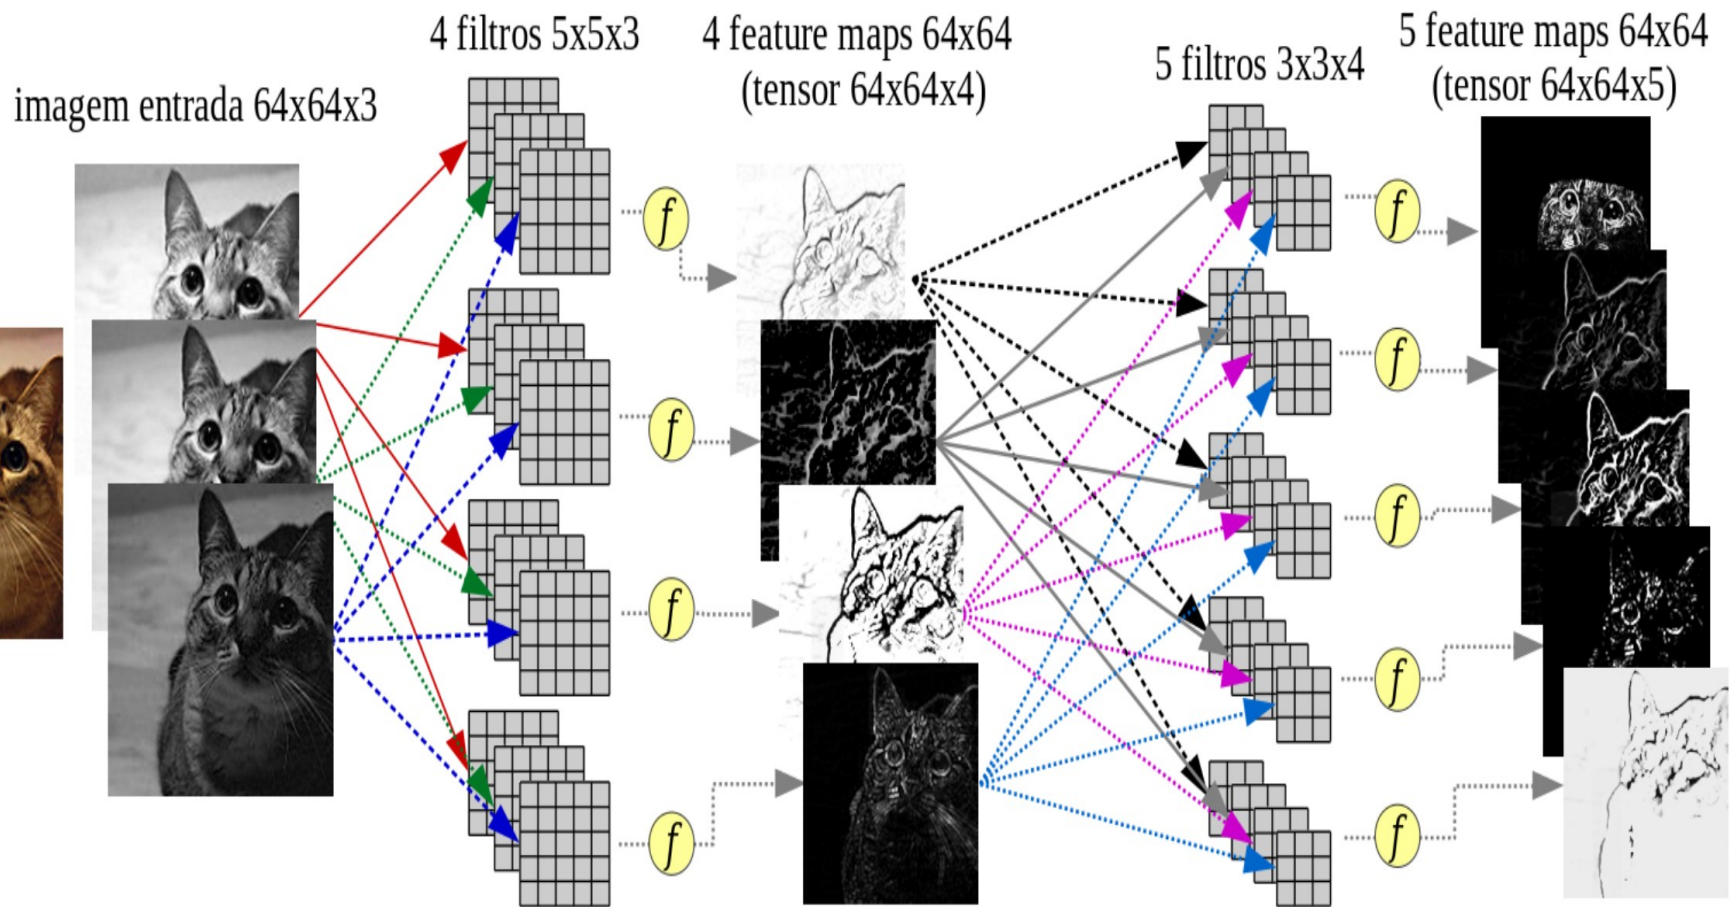 imagem entrada 64x64x3
4 filtros 5x5x3
4 feature maps 64x64
(tensor 64x64x4)
5 filtros 3x3x4
5 feature maps 64x64
(tensor 64x64x5)
f
f
f
f
f
f
f
f
f